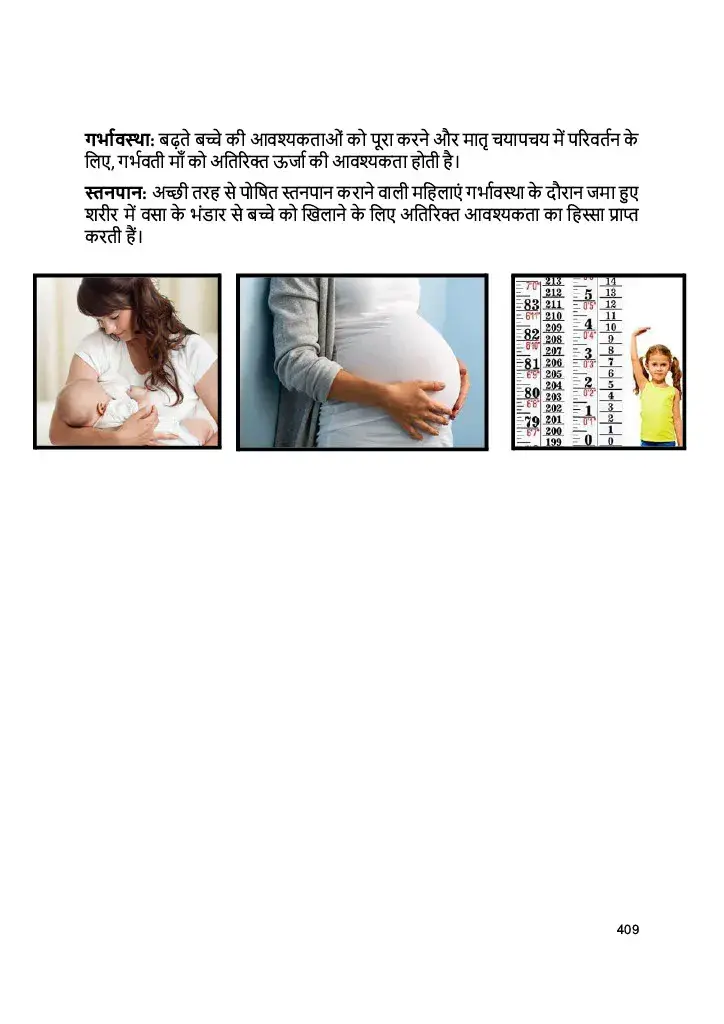 गर्भावस्था: बढ़ते बच्चे की आवश्यकताओं को पूरा करने और मातृ चयापचय में परिवर्तन के
लिए, गर्भवती माँ को अतिरिक्त ऊर्जा की आवश्यकता होती है।
स्तनपान: अच्छी तरह से पोषित स्तनपान कराने वाली महिलाएं गर्भावस्था के दौरान जमा हुए
शरीर में वसा के भंडार से बच्चे को खिलाने के लिए अतिरिक्त आवश्यकता का हिस्सा प्राप्त
करती हैं।
7'0" 213 14
212 5 13
83 211 0'5" 12
6'11" 210 11
82 209 4 10
6'10" 208 0'4" 9
207 3 8
81 206 0'3" 7
6'9" 205 6
80 204 2 5
6'8" 203 0'2" 4
202 1 3
79 201 0'1" 2
6'7" 200 1
199 0 0
409